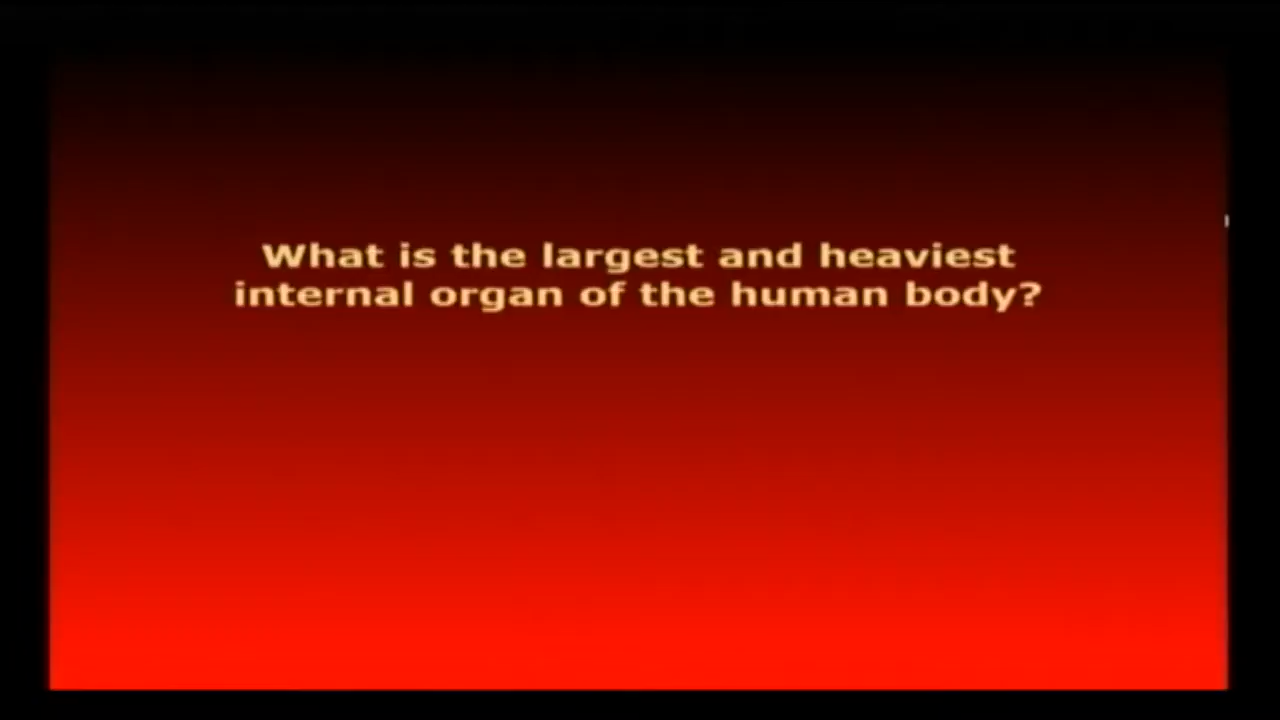 What is the largest and heaviest
internal organ of the human body?